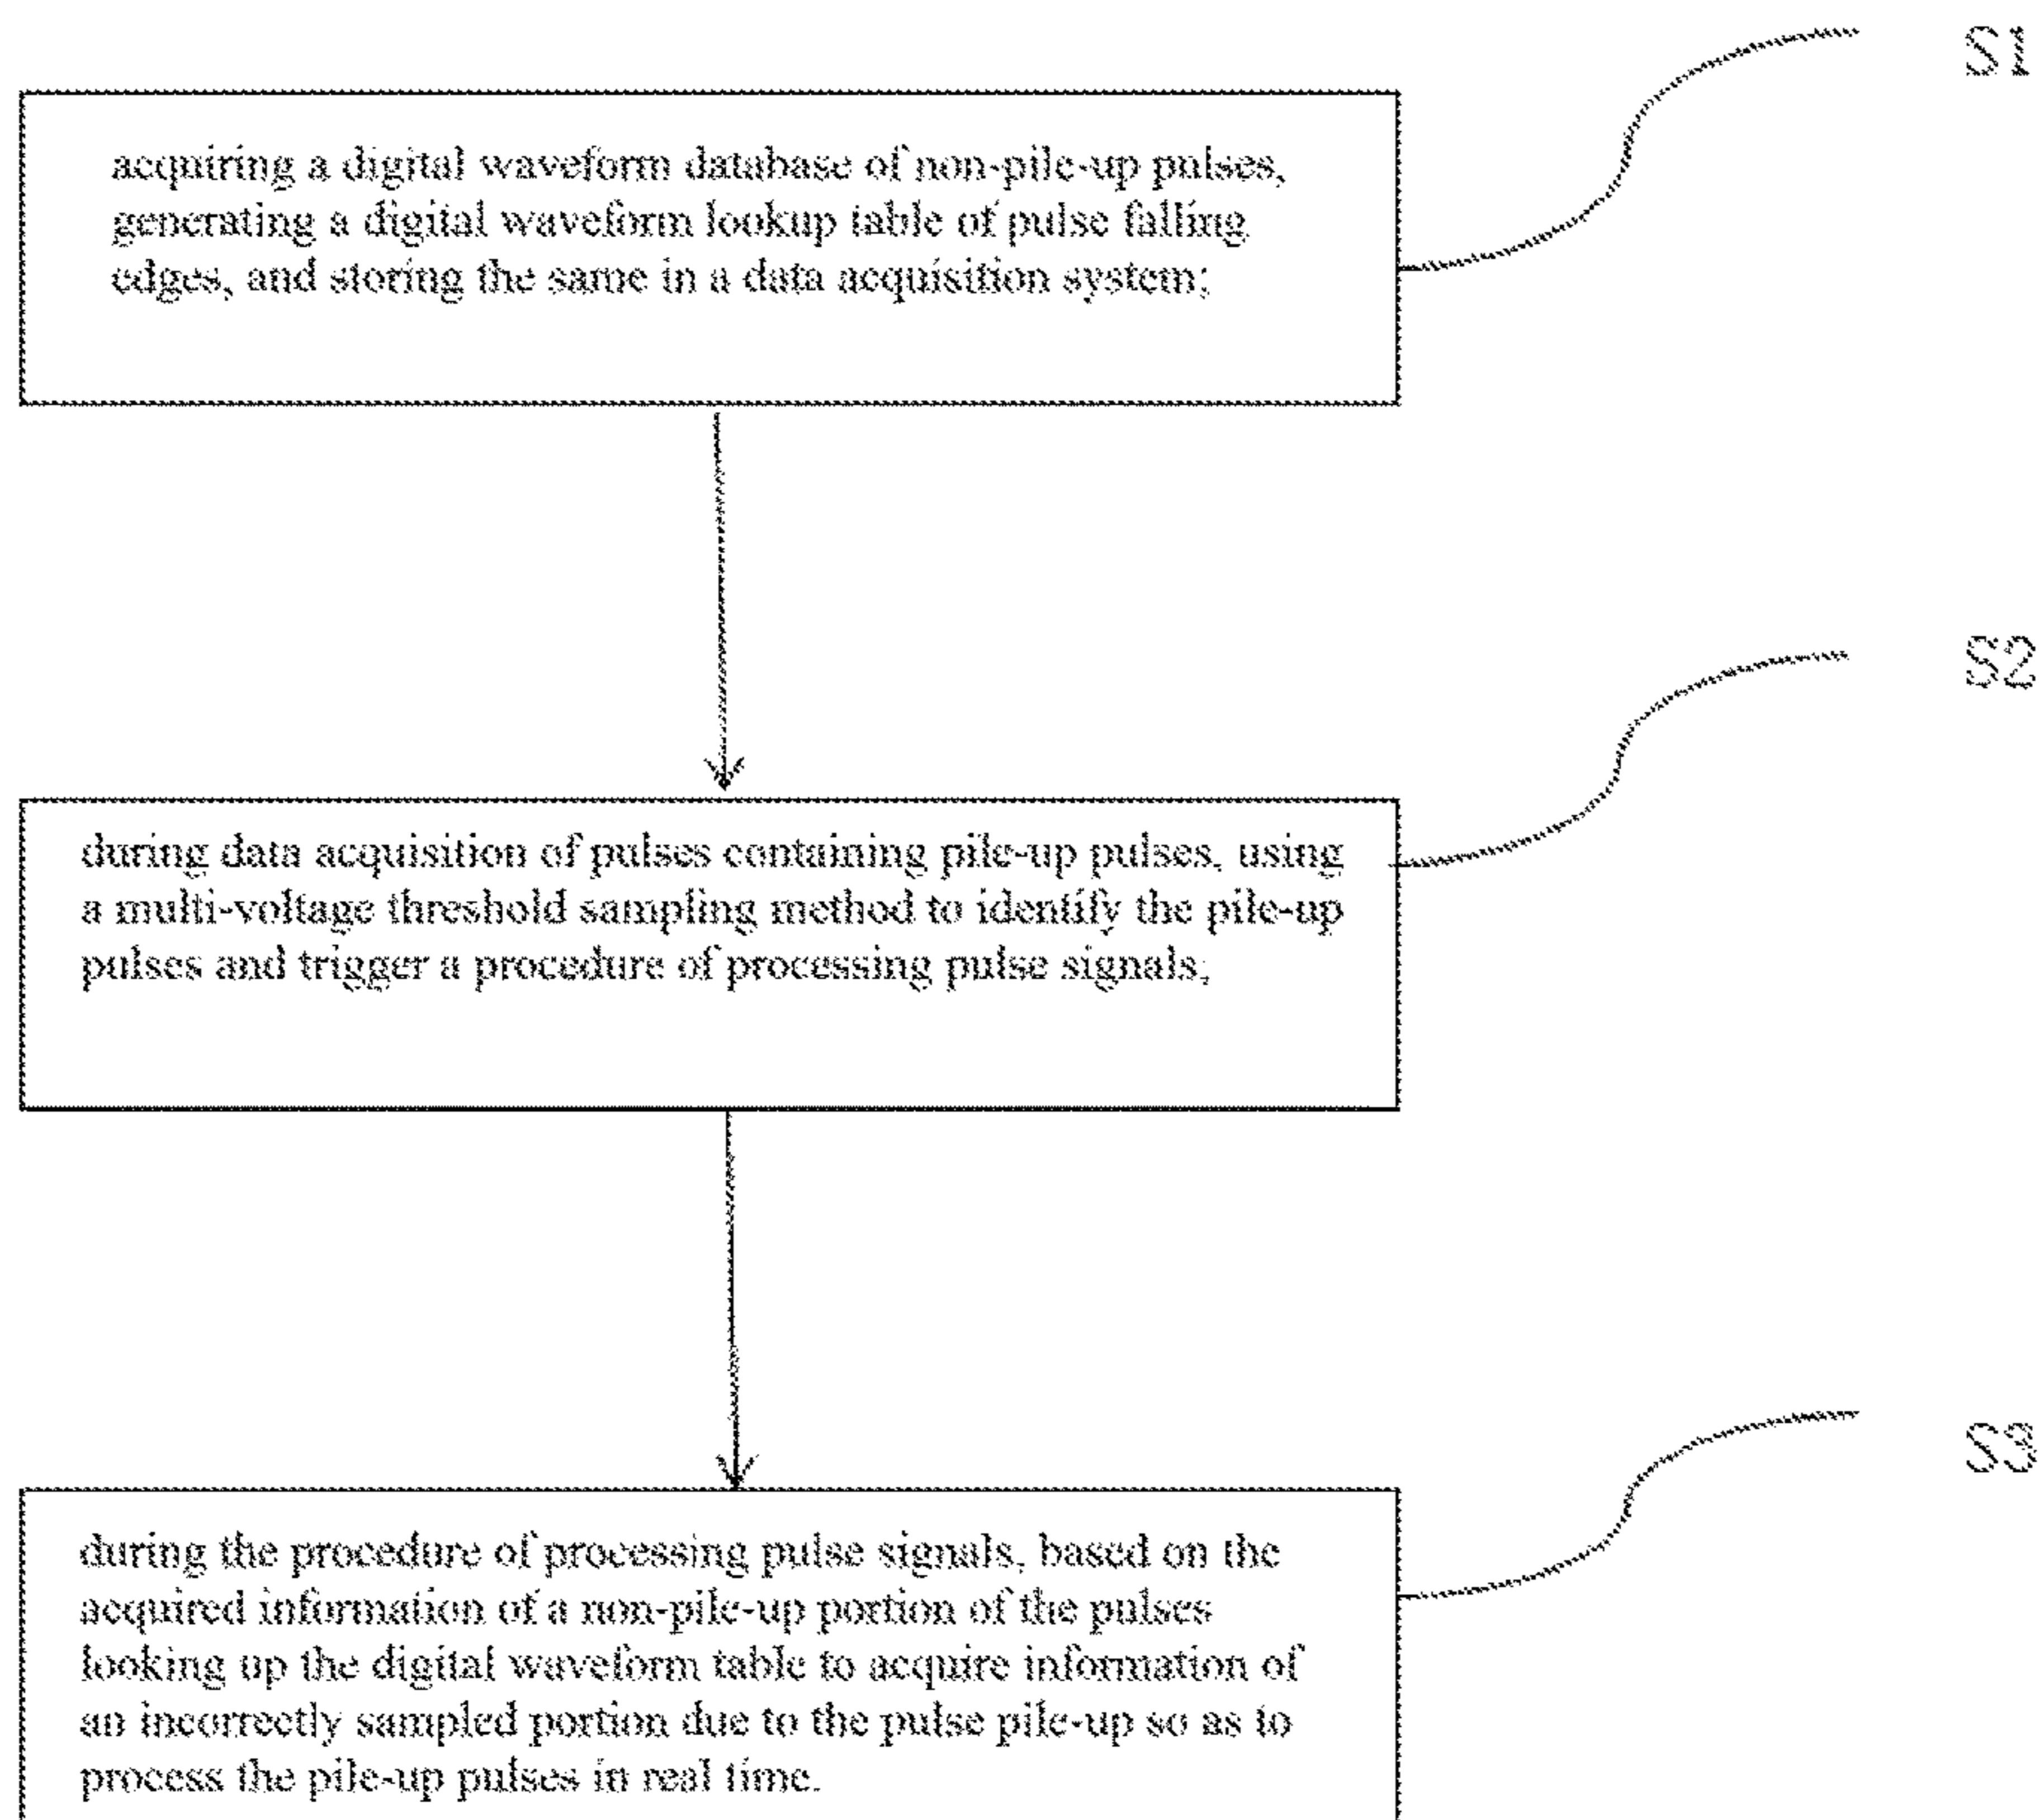 S1
acquiring a digital waveform database of non-pile-up pulses,
generating a digital waveform lookup table of pulse falling
edges, and storing the same in a data acquisition system;
S2
during data acquisition of pulses containing pile-up pulses, using
a multi-voltage threshold sampling method to identify the pile-up
pulses and trigger a procedure of processing pulse signals;
S3
during the procedure of processing pulse signals, based on the
acquired information of a non-pile-up portion of the pulses
looking up the digital waveform table to acquire information of
an incorrectly sampled portion due to the pulse pile-up so as to
process the pile-up pulses in real time.